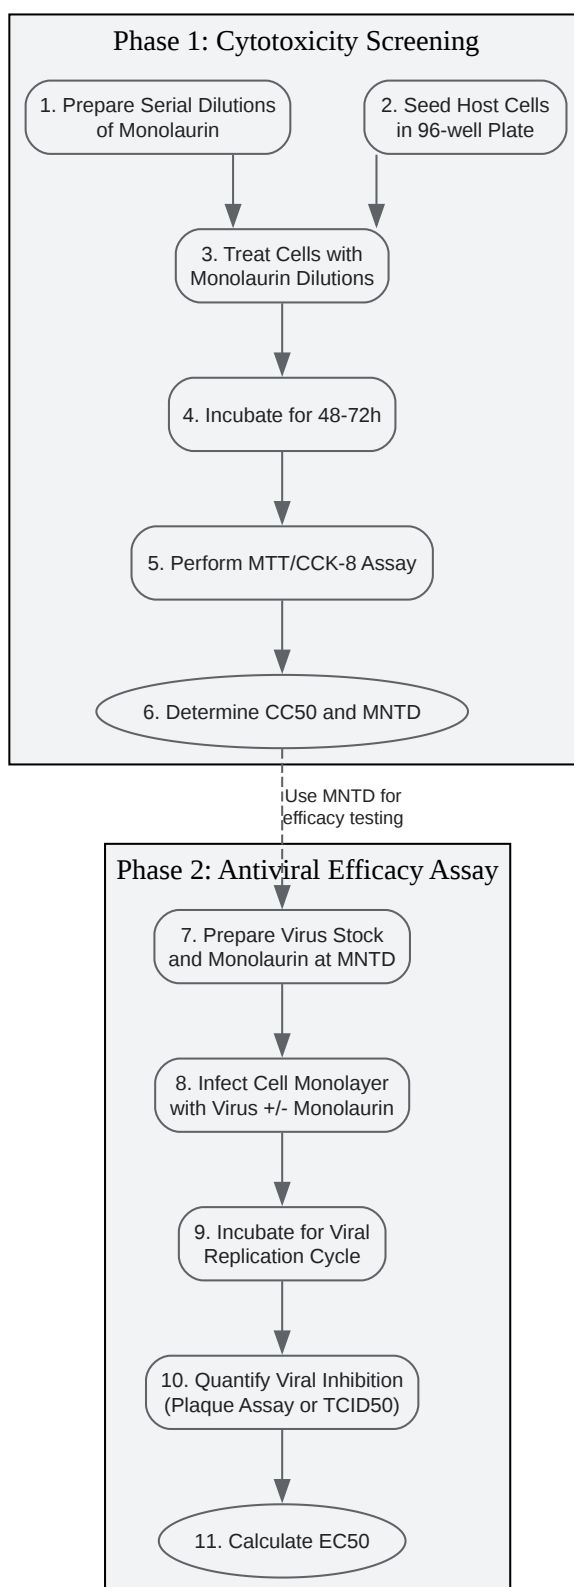 Phase 1: Cytotoxicity Screening
1. Prepare Serial Dilutions
of Monolaurin
2. Seed Host Cells
in 96-well Plate
3. Treat Cells with
Monolaurin Dilutions
4. Incubate for 48-72h
5. Perform MTT/CCK-8 Assay
6. Determine CC50 and MNTD
Use MNTD for
efficacy testing
Phase 2: Antiviral Efficacy Assay
7. Prepare Virus Stock
and Monolaurin at MNTD
8. Infect Cell Monolayer
with Virus +/- Monolaurin
9. Incubate for Viral
Replication Cycle
10. Quantify Viral Inhibition
(Plaque Assay or TCID50)
11. Calculate EC50